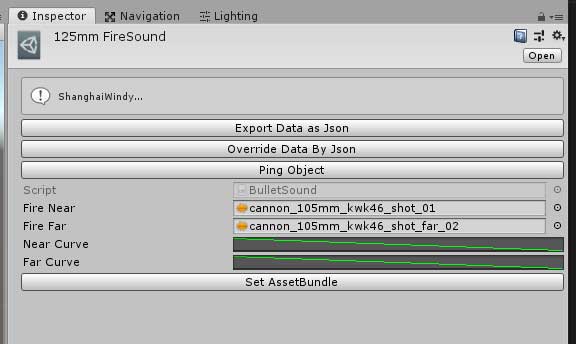 Inspector Navigation Lighting
125mm FireSound
Open
ShanghaiWindy...
Export Data as Json
Override Data By Json
Ping Object
Script BulletSound
Fire Near cannon_105mm_kwk46_shot_01
Fire Far cannon_105mm_kwk46_shot_far_02
Near Curve
Far Curve
Set AssetBundle